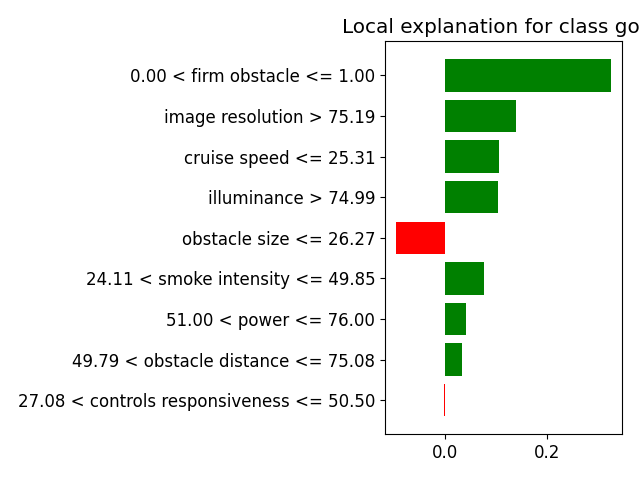 Local explanation for class go
0.00 < firm obstacle <= 1.00
image resolution > 75.19
cruise speed <= 25.31
illuminance > 74.99
obstacle size <= 26.27
24.11 < smoke intensity <= 49.85
51.00 < power <= 76.00
49.79 < obstacle distance <= 75.08
27.08 < controls responsiveness <= 50.50
0.0 0.2